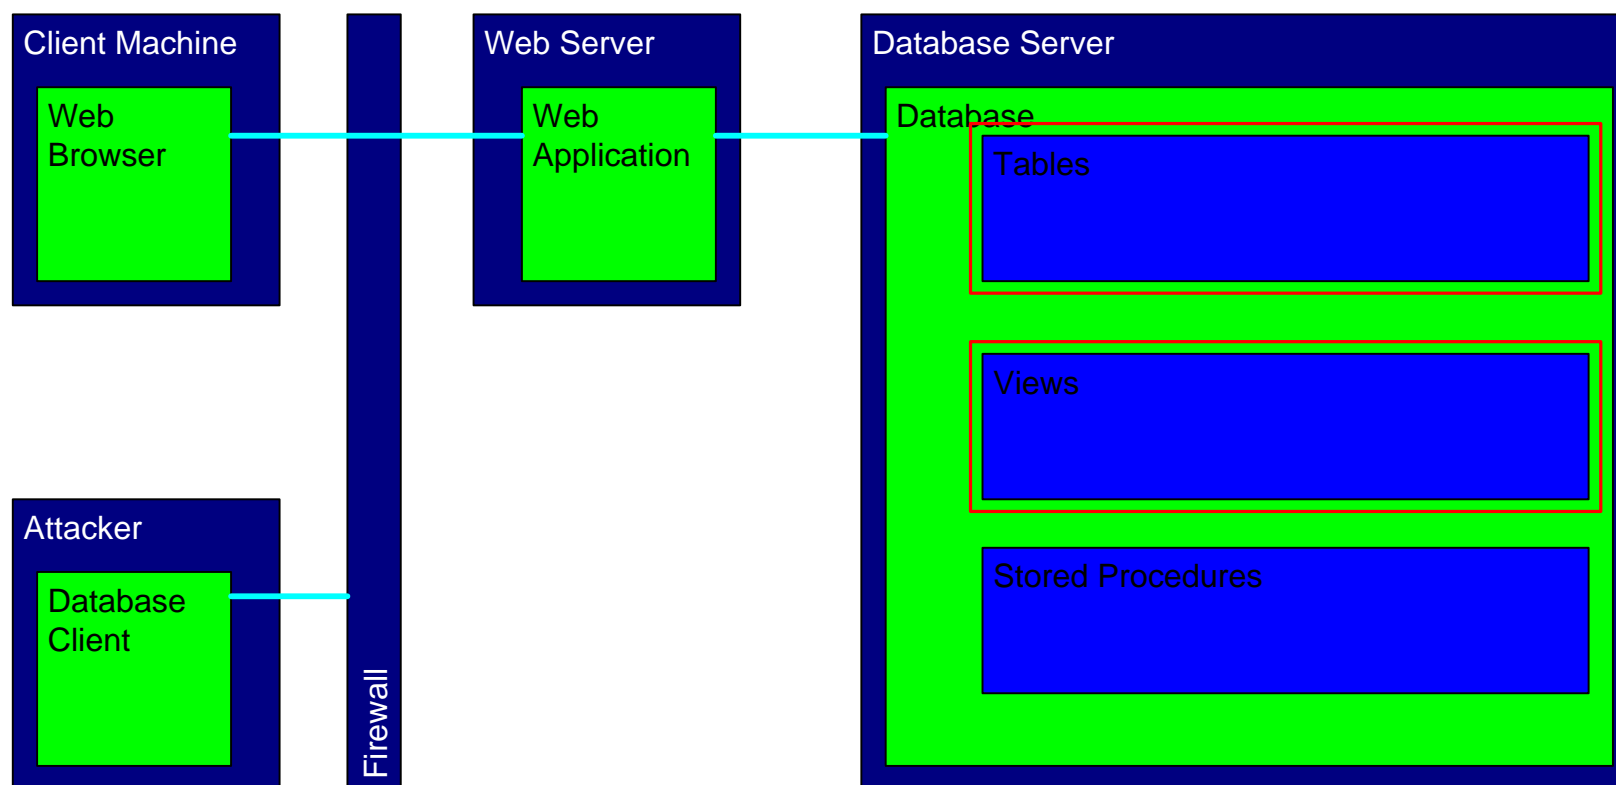 Client Machine
Web
Browser
Web Server
Web
Application
Database Server
Database
Tables
Views
Stored Procedures
Attacker
Database
Client
Firewall